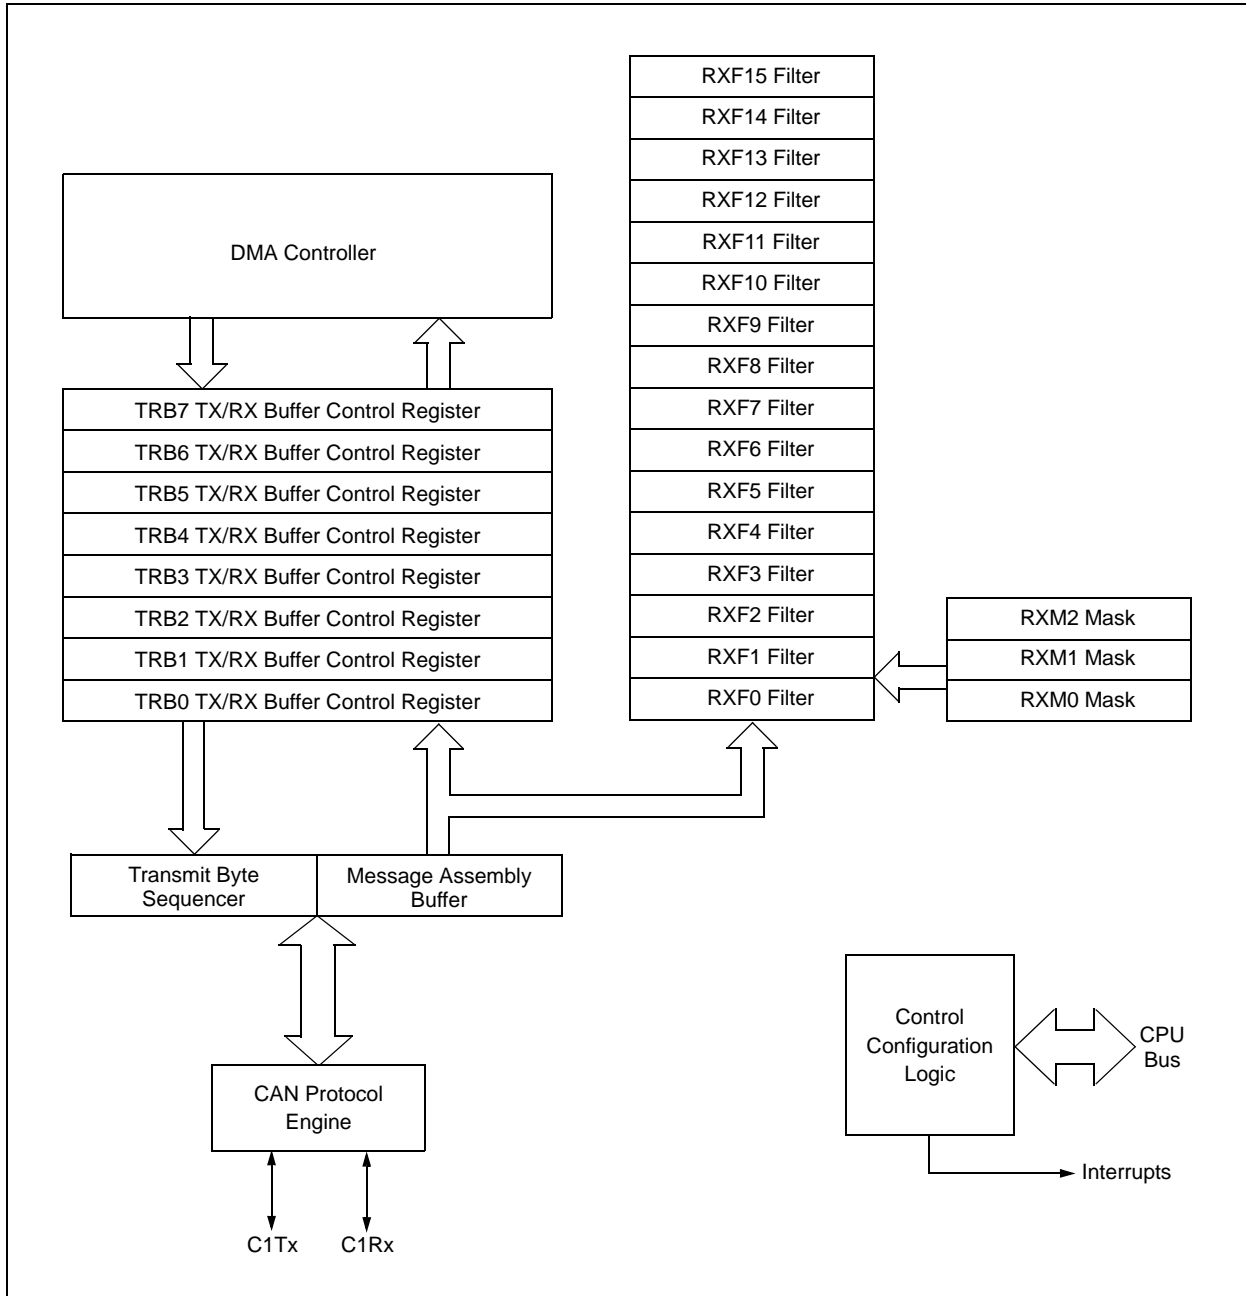 RXF15 Filter
RXF14 Filter
RXF13 Filter
RXF12 Filter
RXF11 Filter
RXF10 Filter
RXF9 Filter
RXF8 Filter
RXF7 Filter
RXF6 Filter
RXF5 Filter
RXF4 Filter
RXF3 Filter
RXF2 Filter
RXF1 Filter
RXF0 Filter
DMA Controller
TRB7 TX/RX Buffer Control Register
TRB6 TX/RX Buffer Control Register
TRB5 TX/RX Buffer Control Register
TRB4 TX/RX Buffer Control Register
TRB3 TX/RX Buffer Control Register
TRB2 TX/RX Buffer Control Register
TRB1 TX/RX Buffer Control Register
TRB0 TX/RX Buffer Control Register
RXM2 Mask
RXM1 Mask
RXM0 Mask
Transmit Byte
Sequencer
Message Assembly
Buffer
CAN Protocol
Engine
C1Tx
C1Rx
Control
Configuration
Logic
CPU
Bus
Interrupts